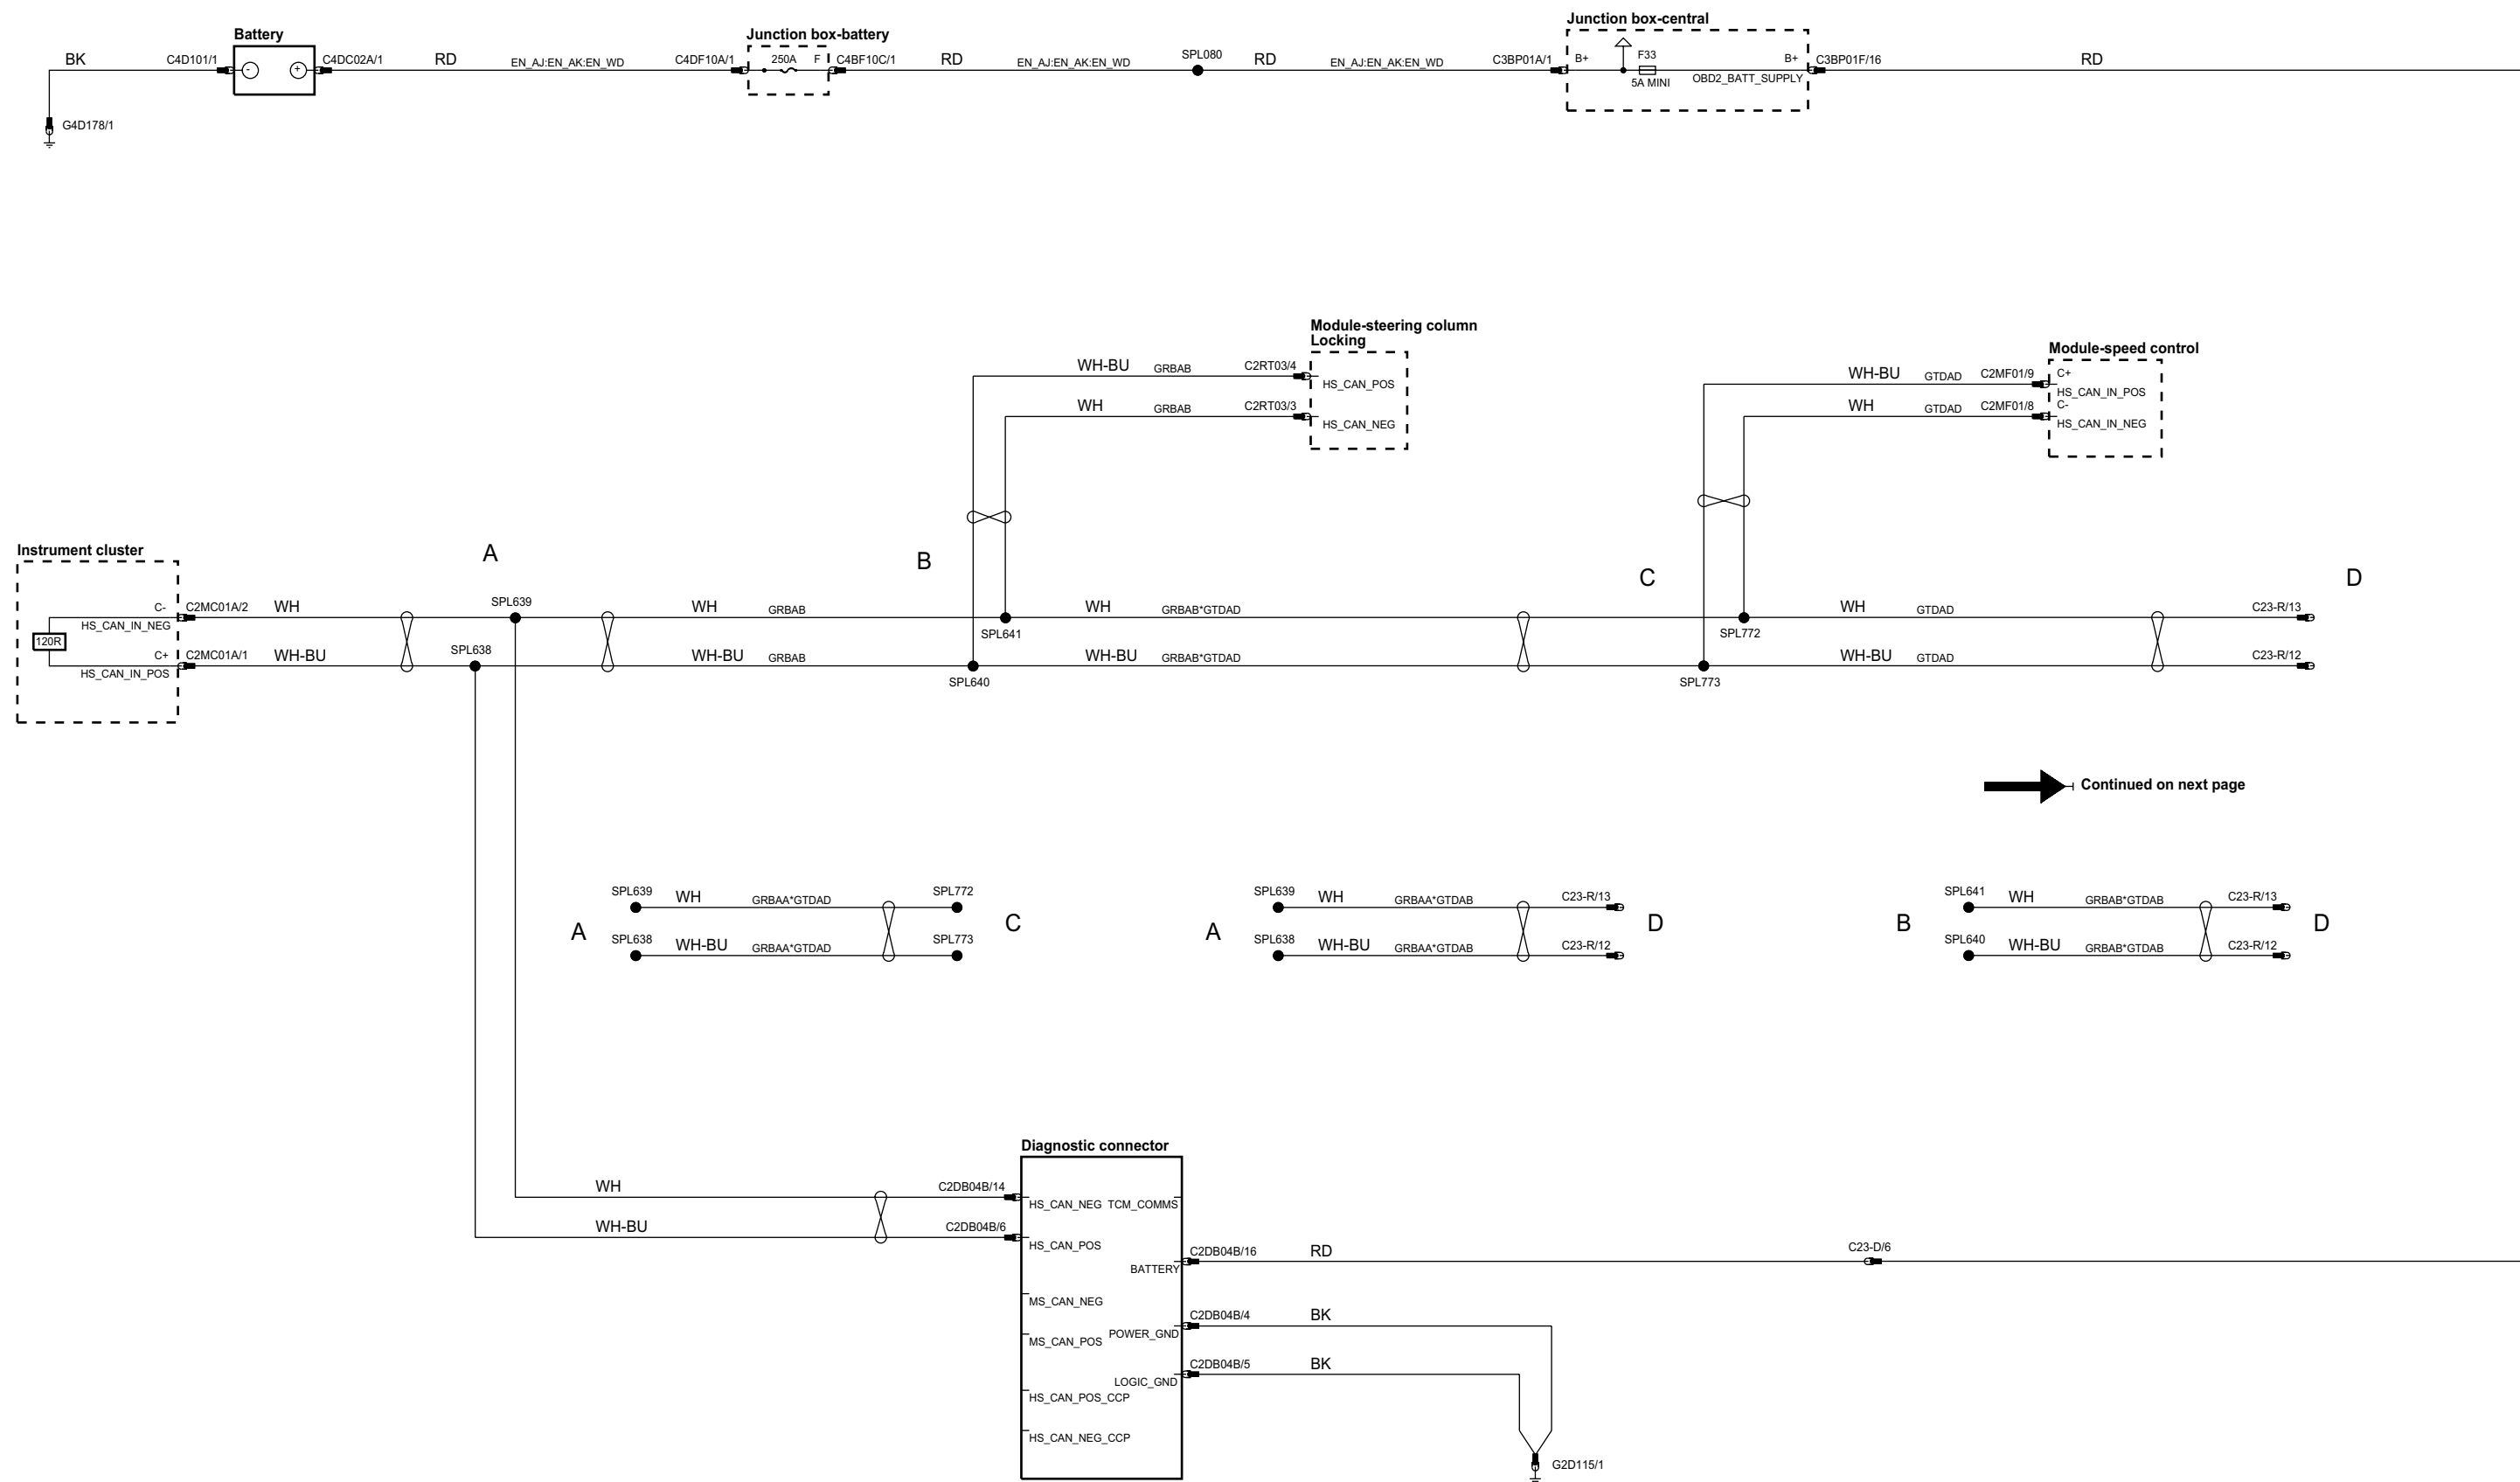 Junction box-central
Battery
Junction box-battery
BK
C4D101/1
-
+
C4DC02A/1
RD
EN_AJ:EN_AK:EN_WD
C4DF10A/1
250A
F
C4BF10C/1
RD
EN_AJ:EN_AK:EN_WD
SPL080
RD
EN_AJ:EN_AK:EN_WD
C3BP01A/1
B+
F33
5A MINI
B+
OBD2_BATT_SUPPLY
C3BP01F/16
RD
G4D178/1
Module-steering column
Locking
WH-BU
GRBAB
C2RT03/4
HS_CAN_POS
WH
GRBAB
C2RT03/3
HS_CAN_NEG
Module-speed control
WH-BU
GTDAD
C2MF01/9
C+
HS_CAN_IN_POS
WH
GTDAD
C2MF01/8
C-
HS_CAN_IN_NEG
Instrument cluster
A
B
C
D
120R
C-
HS_CAN_IN_NEG
C2MC01A/2
WH
SPL639
WH
GRBAB
SPL641
WH
GRBAB*GTDAD
SPL772
WH
GTDAD
C23-R/13
C+
HS_CAN_IN_POS
C2MC01A/1
WH-BU
SPL638
WH-BU
GRBAB
SPL640
WH-BU
GRBAB*GTDAD
SPL773
WH-BU
GTDAD
C23-R/12
Continued on next page
A
SPL639
WH
GRBAA*GTDAD
SPL772
SPL638
WH-BU
GRBAA*GTDAD
SPL773
C
A
SPL639
WH
GRBAA*GTDAB
C23-R/13
SPL638
WH-BU
GRBAA*GTDAB
C23-R/12
D
B
SPL641
WH
GRBAB*GTDAB
C23-R/13
SPL640
WH-BU
GRBAB*GTDAB
C23-R/12
D
Diagnostic connector
WH
C2DB04B/14
HS_CAN_NEG
TCM_COMMS
WH-BU
C2DB04B/6
HS_CAN_POS
BATTERY
C2DB04B/16
RD
C23-D/6
MS_CAN_NEG
MS_CAN_POS
POWER_GND
C2DB04B/4
BK
LOGIC_GND
C2DB04B/5
BK
HS_CAN_POS_CCP
HS_CAN_NEG_CCP
G2D115/1